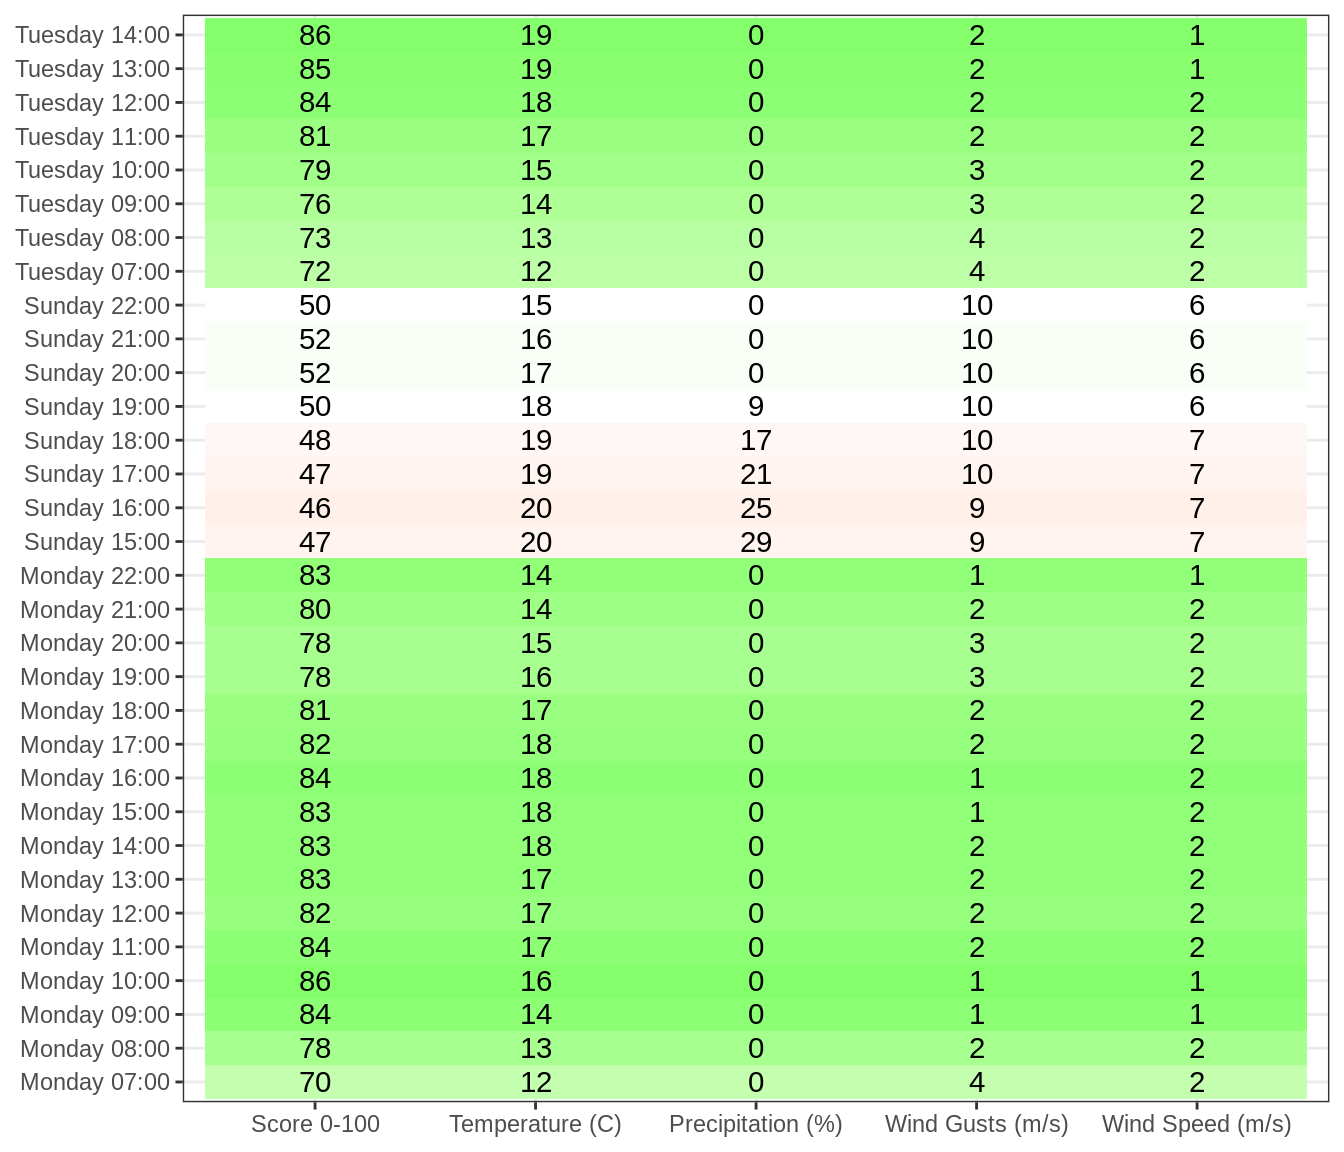 Tuesday 14:00 86 19 0 2 1
Tuesday 13:00 85 19 0 2 1
Tuesday 12:00 84 18 0 2 2
Tuesday 11:00 81 17 0 2 2
Tuesday 10:00 79 15 0 3 2
Tuesday 09:00 76 14 0 3 2
Tuesday 08:00 73 13 0 4 2
Tuesday 07:00 72 12 0 4 2
Sunday 22:00 50 15 0 10 6
Sunday 21:00 52 16 0 10 6
Sunday 20:00 52 17 0 10 6
Sunday 19:00 50 18 9 10 6
Sunday 18:00 48 19 17 10 7
Sunday 17:00 47 19 21 10 7
Sunday 16:00 46 20 25 9 7
Sunday 15:00 47 20 29 9 7
Monday 22:00 83 14 0 1 1
Monday 21:00 80 14 0 2 2
Monday 20:00 78 15 0 3 2
Monday 19:00 78 16 0 3 2
Monday 18:00 81 17 0 2 2
Monday 17:00 82 18 0 2 2
Monday 16:00 84 18 0 1 2
Monday 15:00 83 18 0 1 2
Monday 14:00 83 18 0 2 2
Monday 13:00 83 17 0 2 2
Monday 12:00 82 17 0 2 2
Monday 11:00 84 17 0 2 2
Monday 10:00 86 16 0 1 1
Monday 09:00 84 14 0 1 1
Monday 08:00 78 13 0 2 2
Monday 07:00 70 12 0 4 2
Score 0-100 Temperature (C) Precipitation (%) Wind Gusts (m/s) Wind Speed (m/s)